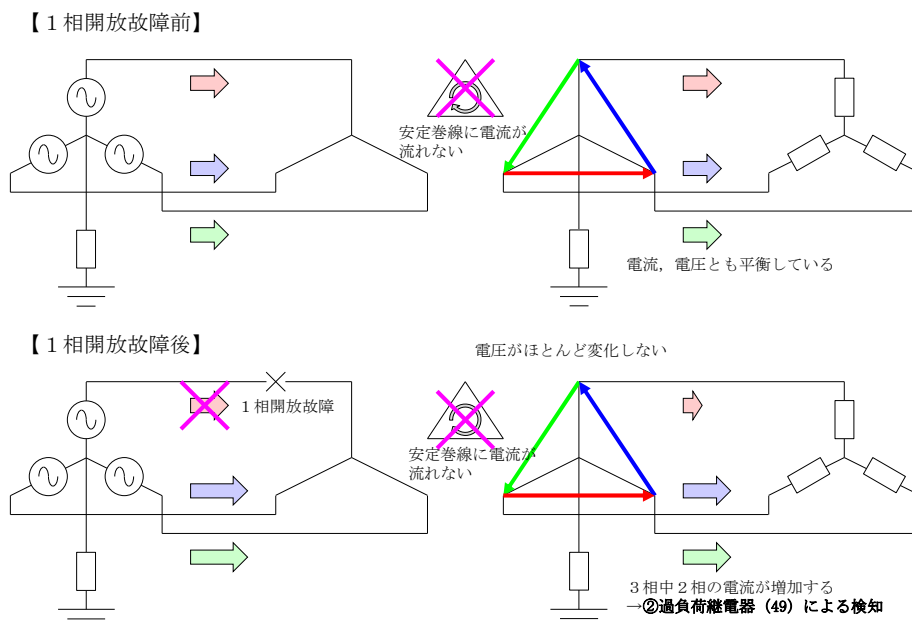 【１相開放故障前】
安定巻線に電流が
流れない
電流，電圧とも平衡している
【１相開放故障後】
電圧がほとんど変化しない
１相開放故障
安定巻線に電流が
流れない
３相中２相の電流が増加する
→②過負荷継電器（49）による検知